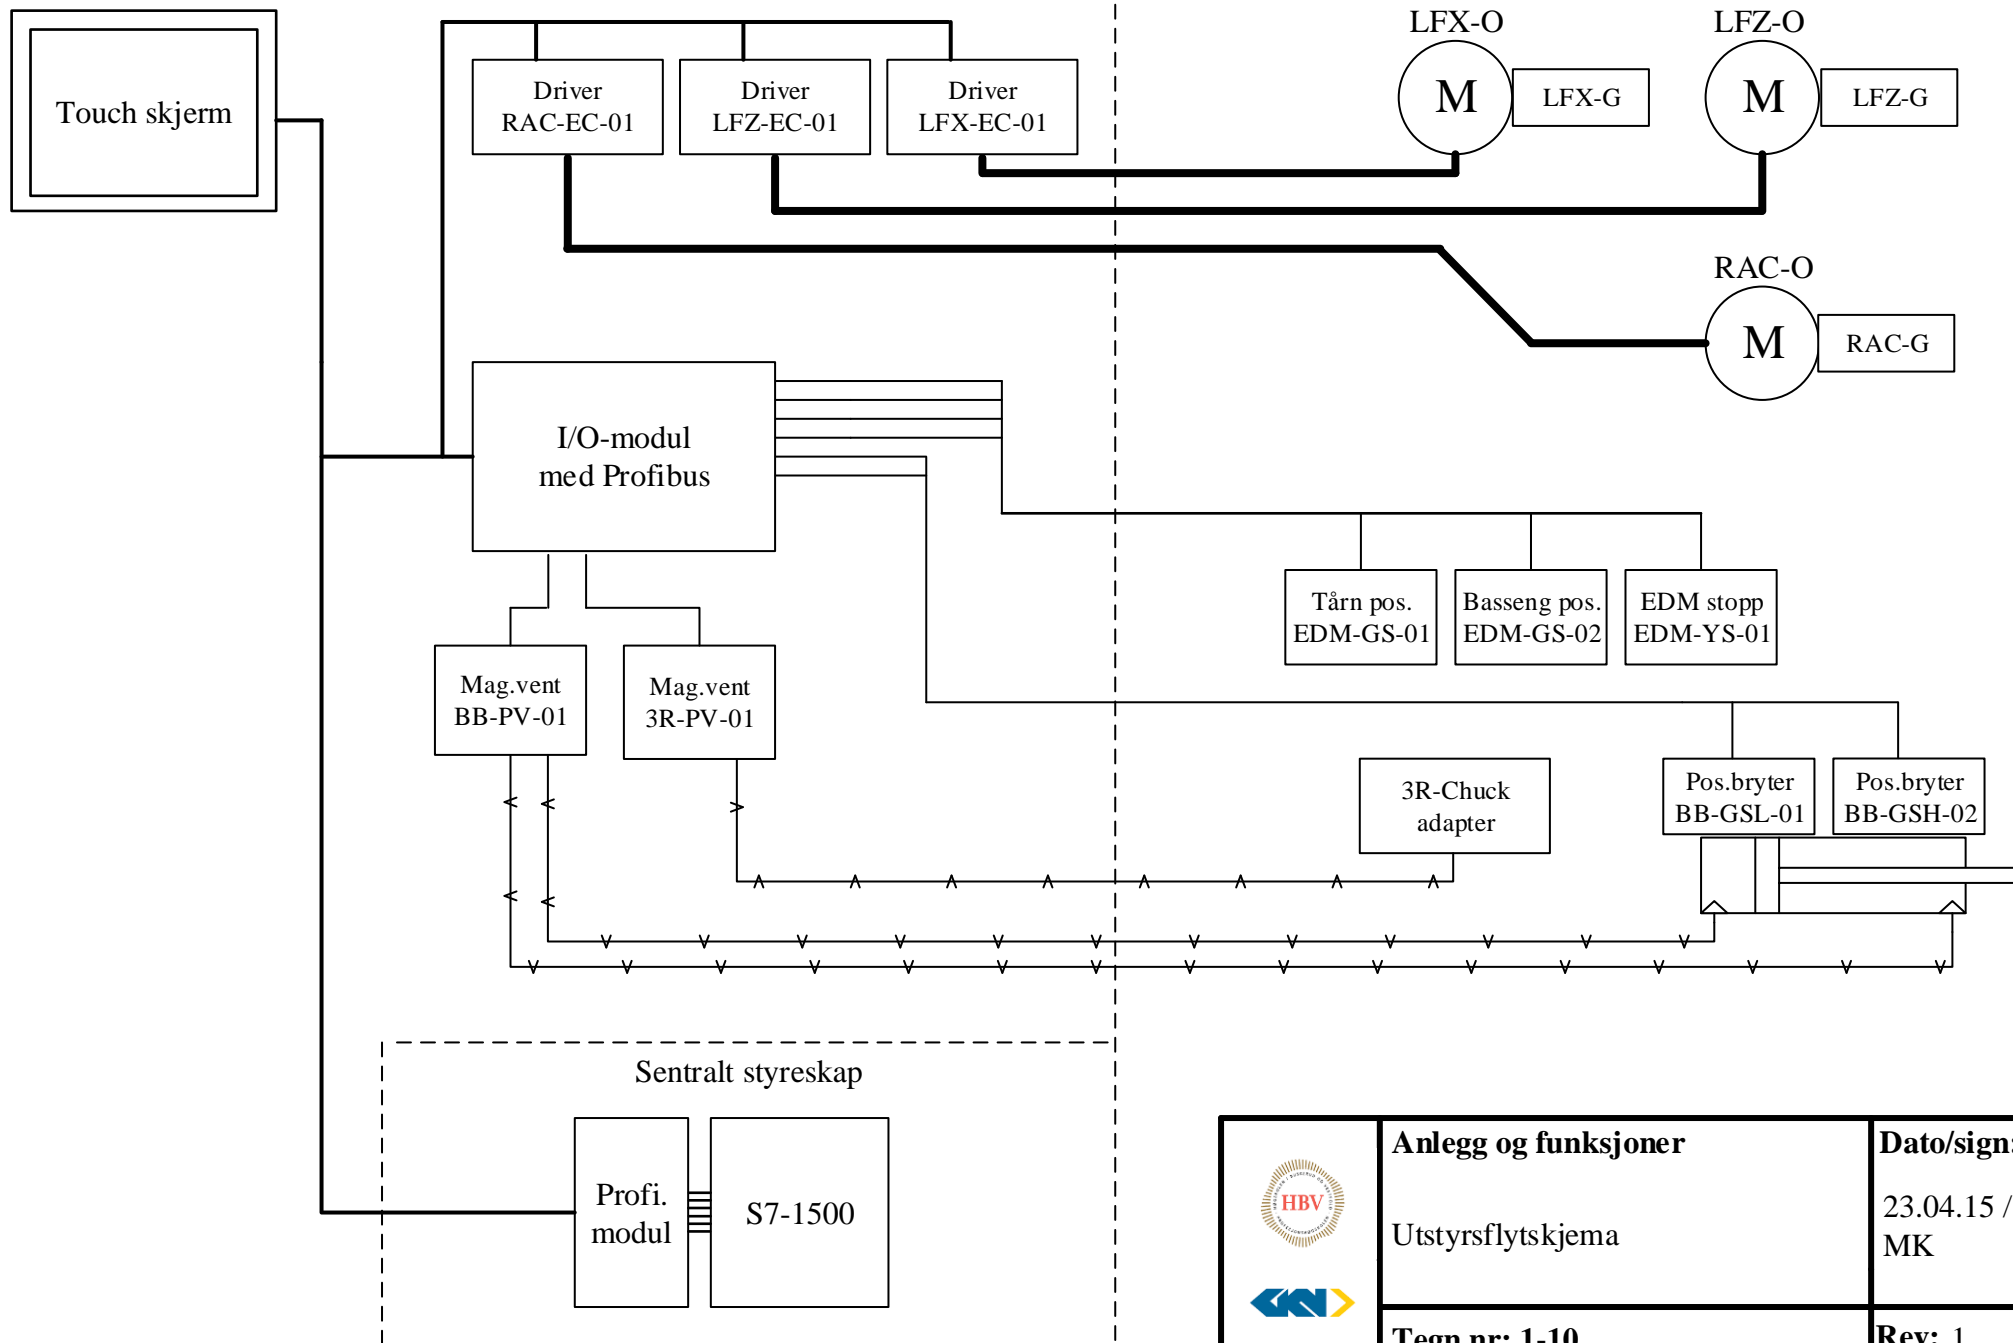 LFX-O
LFZ-O
Touch skjerm
Driver
RAC-EC-01
Driver
LFZ-EC-01
Driver
LFX-EC-01
M
LFX-G
M
LFZ-G
RAC-O
M
RAC-G
I/O-modul
med Profibus
Tårn pos.
EDM-GS-01
Basseng pos.
EDM-GS-02
EDM stopp
EDM-YS-01
Mag.vent
BB-PV-01
Mag.vent
3R-PV-01
3R-Chuck
adapter
Pos.bryter
BB-GSL-01
Pos.bryter
BB-GSH-02
Sentralt styreskap
Profi.
modul
S7-1500
HBV
GKN
Anlegg og funksjoner
Utstyrsflytskjema
Dato/sign:
23.04.15 /
MK
Tegn nr: 1-10
Rev: 1